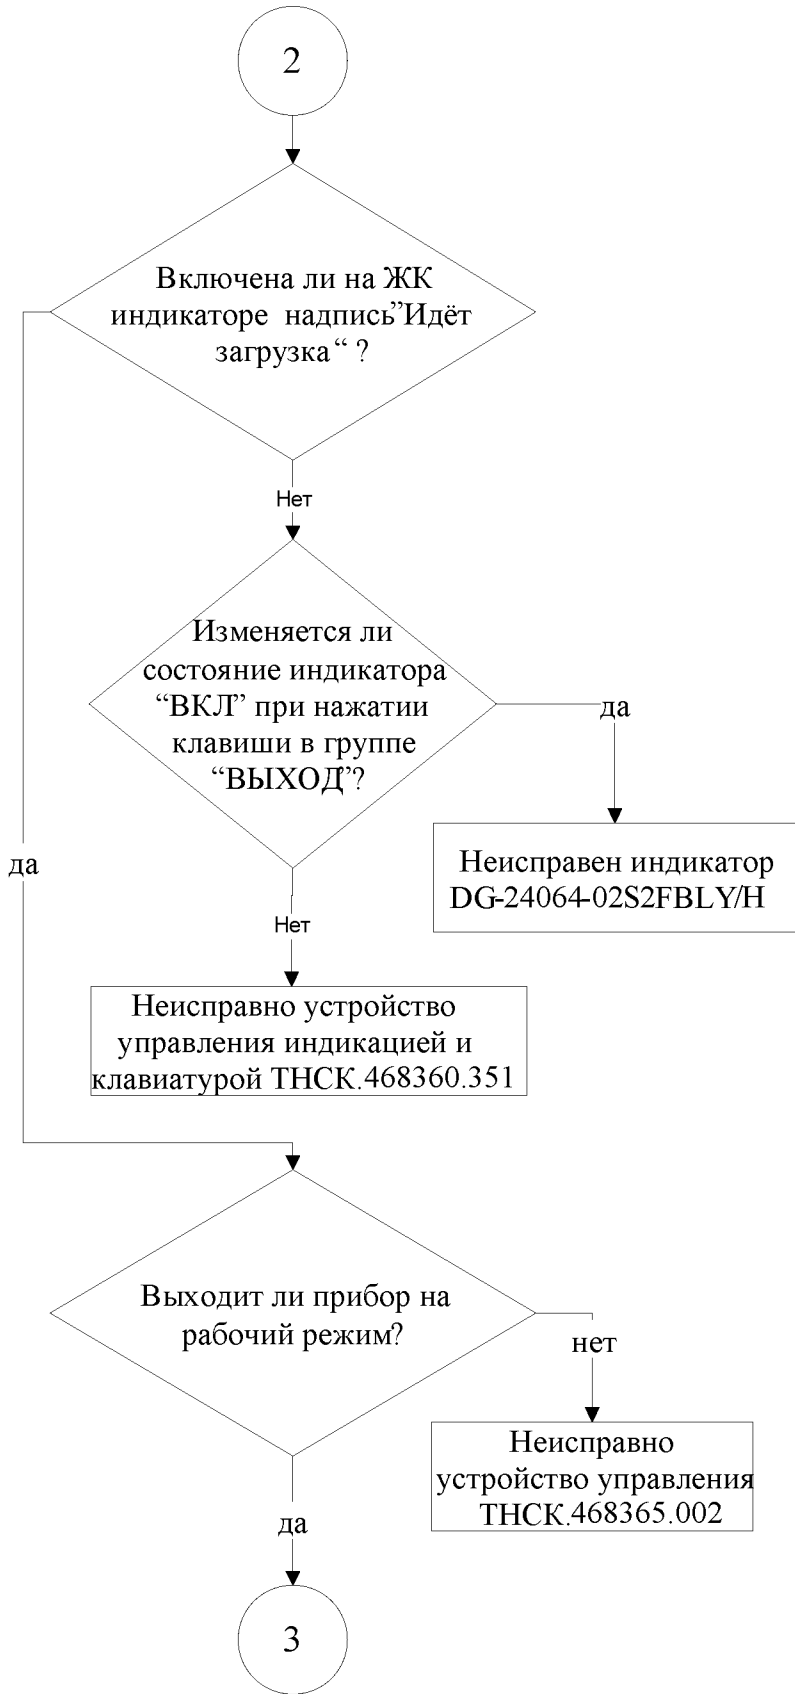 2
Включена ли на ЖК
индикаторе надпись”Идёт
загрузка“ ?
Нет
Изменяется ли
состояние индикатора
“ВКЛ” при нажатии
клавиши в группе
“ВЫХОД”?
да
да
Неисправен индикатор
DG-24064-02S2FBLY/H
Нет
Неисправно устройство
управления индикацией и
клавиатурой ТНСК.468360.351
Выходит ли прибор на
рабочий режим?
нет
Неисправно
устройство управления
ТНСК.468365.002
да
3